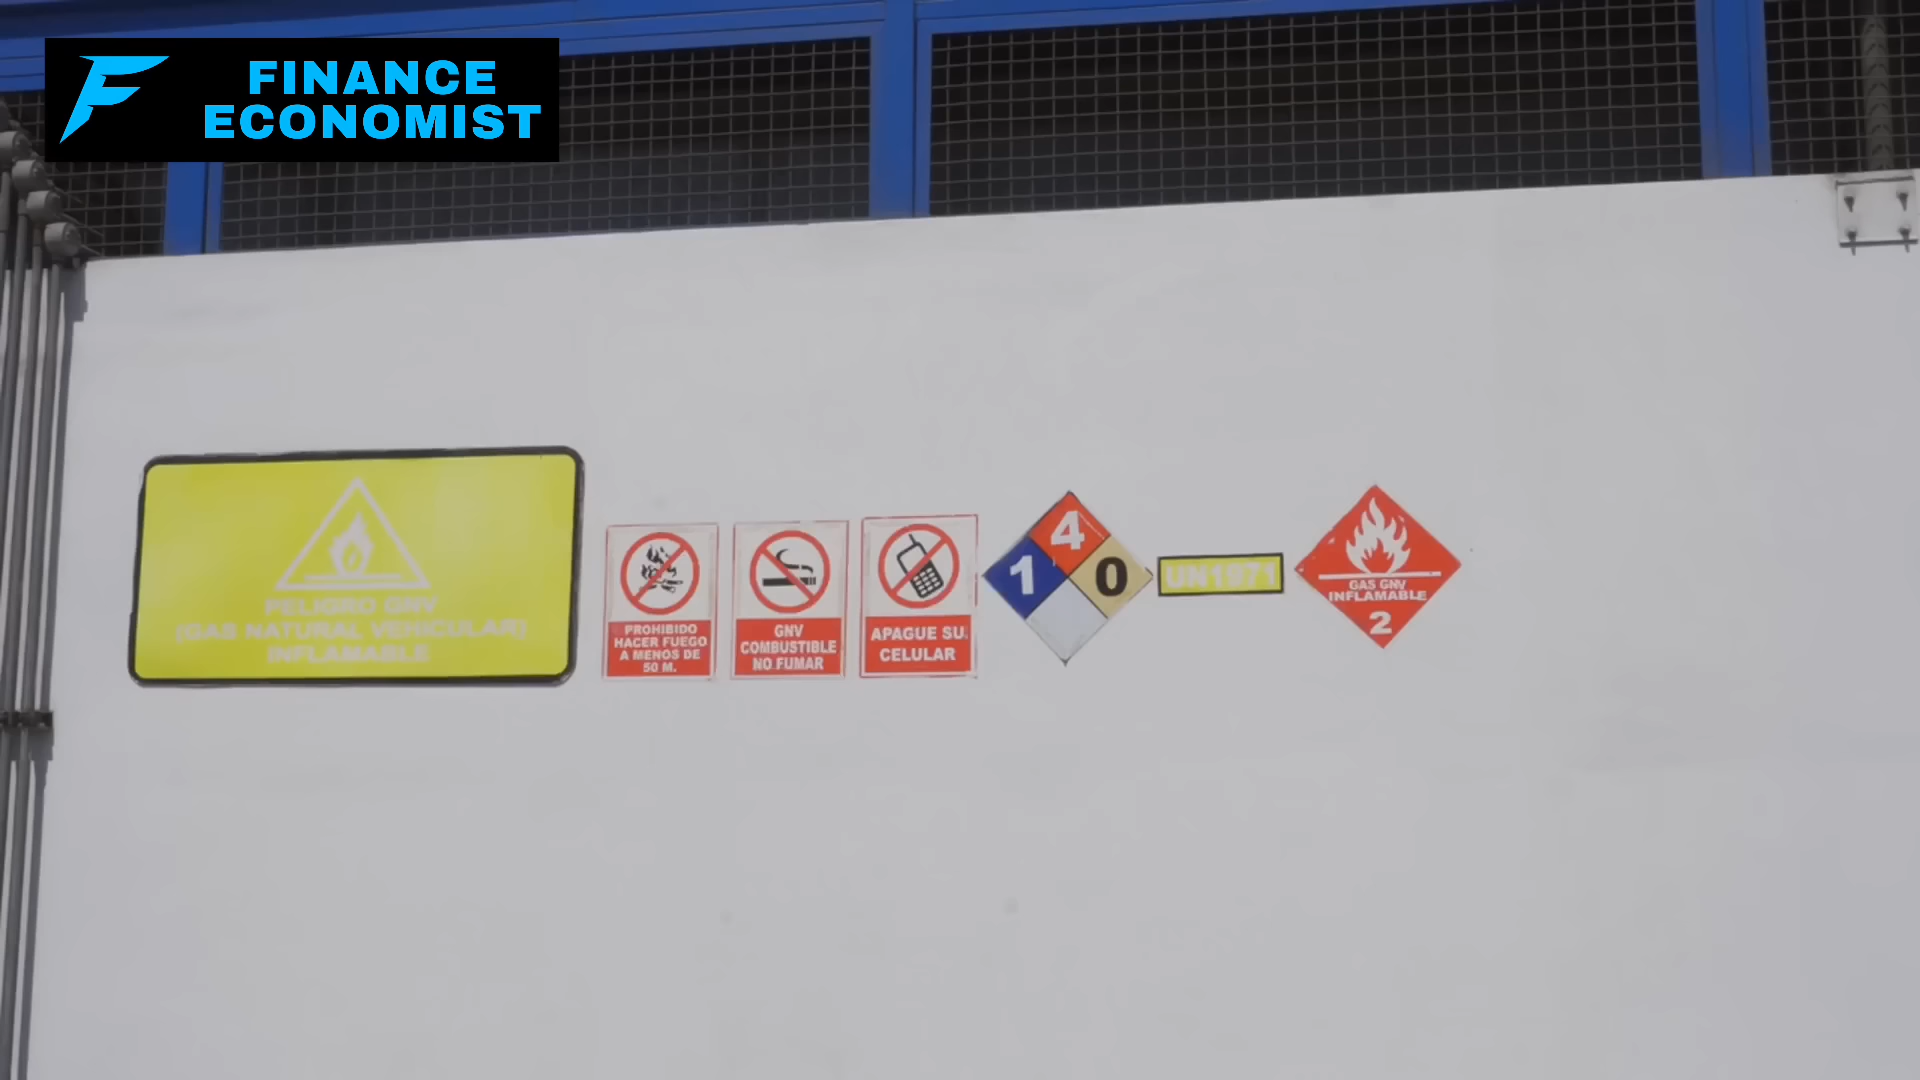 FINANCE
ECONOMIST
PELIGRO GNV
(GAS NATURAL VEHICULAR)
INFLAMABLE
PROHIBIDO
HACER FUEGO
A MENOS DE
50 M.
GNV
COMBUSTIBLE
NO FUMAR
APAGUE SU
CELULAR
4
1
0
UN1971
GAS GNV
INFLAMABLE
2